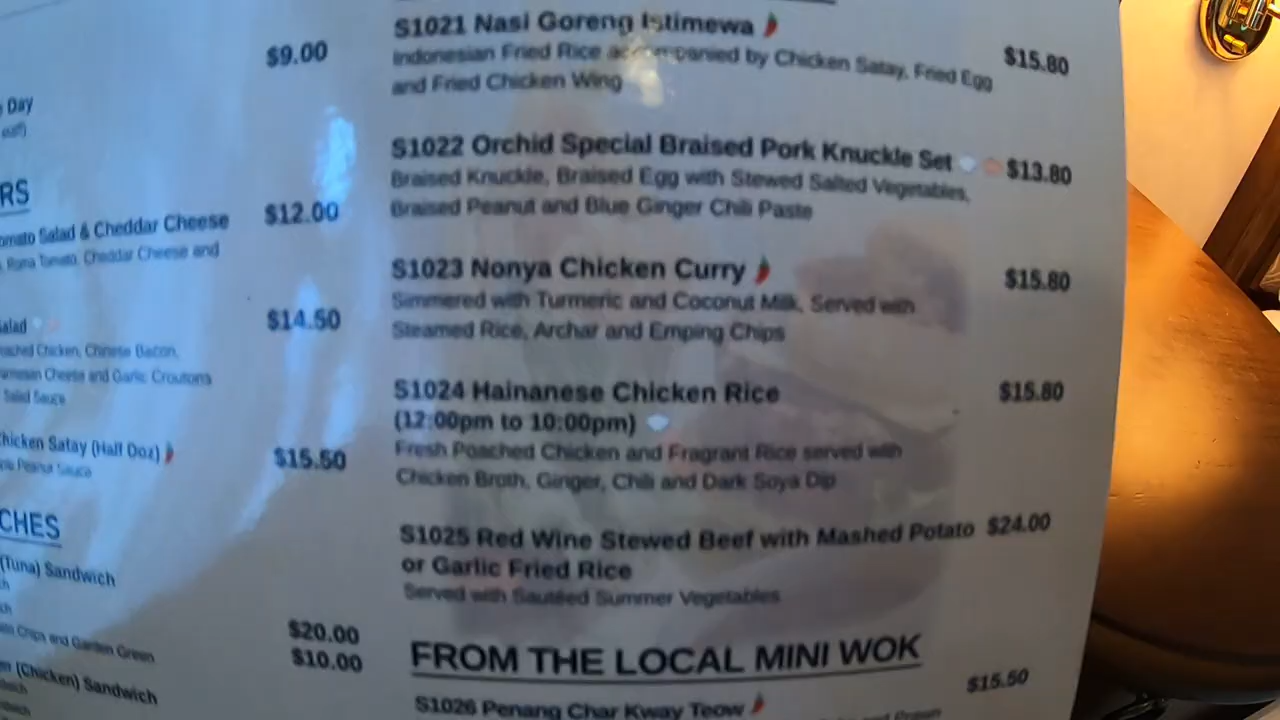 $9.00
Day
RS
omato Salad & Cheddar Cheese $12.00
Roma Tomato, Cheddar Cheese and
alad $14.50
ached Chicken, Chinese Bacon,
armesan Cheese and Garlic Croutons
Salad Sauce
hicken Satay (Half Doz) $15.50
Peanut Sauce
CHES
(Tuna) Sandwich
Chips and Garden Green
$20.00
$10.00
(Chicken) Sandwich
S1021 Nasi Goreng Istimewa $15.80
Indonesian Fried Rice accompanied by Chicken Satay, Fried Egg
and Fried Chicken Wing
S1022 Orchid Special Braised Pork Knuckle Set $13.80
Braised Knuckle, Braised Egg with Stewed Salted Vegetables,
Braised Peanut and Blue Ginger Chili Paste
S1023 Nonya Chicken Curry $15.80
Simmered with Turmeric and Coconut Milk, Served with
Steamed Rice, Archar and Emping Chips
S1024 Hainanese Chicken Rice $15.80
(12:00pm to 10:00pm)
Fresh Poached Chicken and Fragrant Rice served with
Chicken Broth, Ginger, Chili and Dark Soya Dip
S1025 Red Wine Stewed Beef with Mashed Potato $24.00
or Garlic Fried Rice
Served with Sautéed Summer Vegetables
FROM THE LOCAL MINI WOK
S1026 Penang Char Kway Teow $15.50